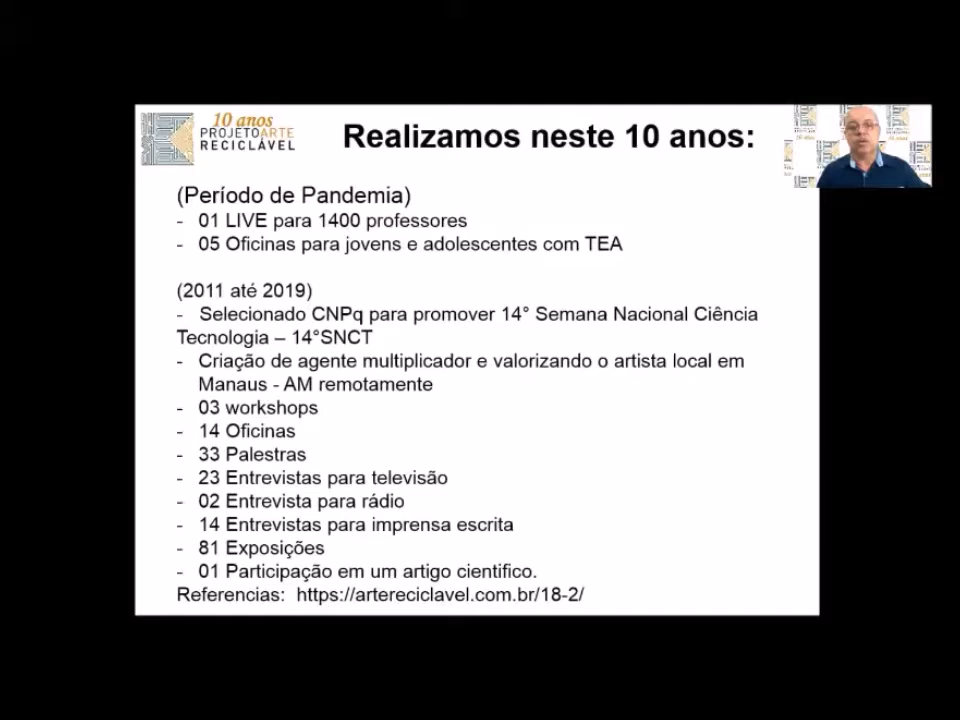 10 anos
PROJETOARTE
RECICLÁVEL
Realizamos neste 10 anos:
(Período de Pandemia)
- 01 LIVE para 1400 professores
- 05 Oficinas para jovens e adolescentes com TEA
(2011 até 2019)
- Selecionado CNPq para promover 14° Semana Nacional Ciência
Tecnologia – 14°SNCT
- Criação de agente multiplicador e valorizando o artista local em
Manaus - AM remotamente
- 03 workshops
- 14 Oficinas
- 33 Palestras
- 23 Entrevistas para televisão
- 02 Entrevista para rádio
- 14 Entrevistas para imprensa escrita
- 81 Exposições
- 01 Participação em um artigo cientifico.
Referencias: https://artereciclavel.com.br/18-2/